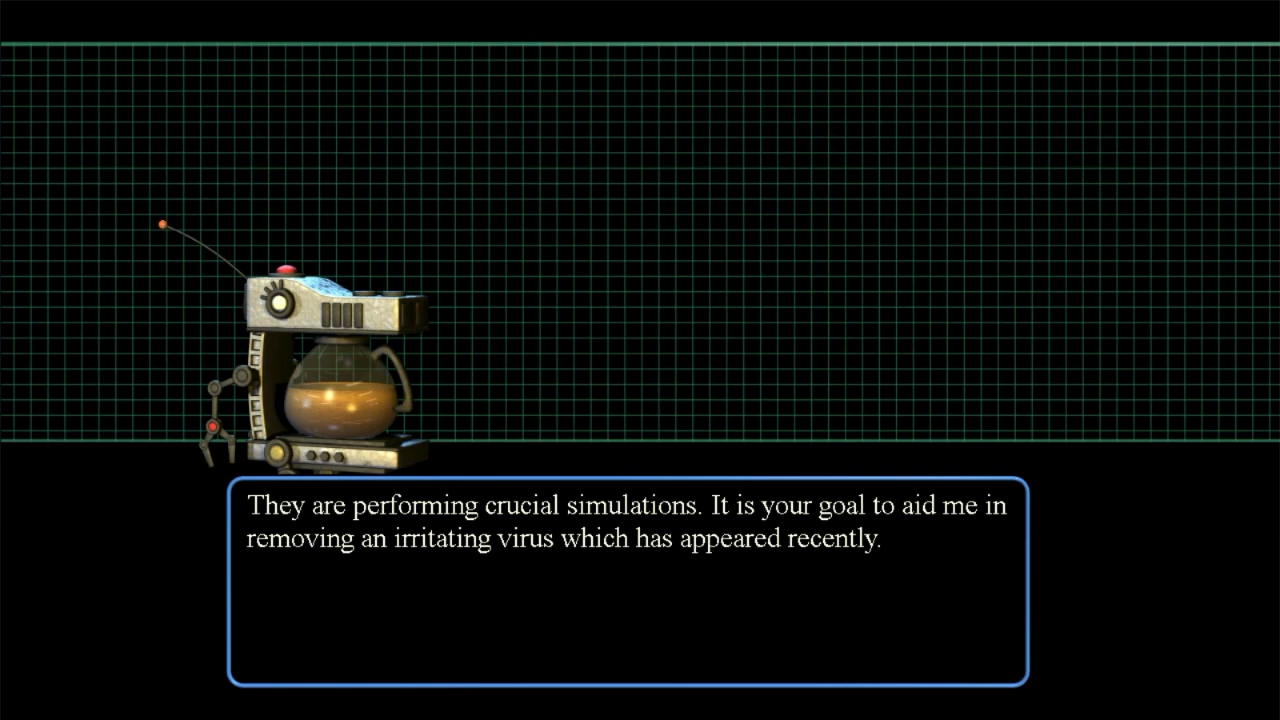 They are performing crucial simulations. It is your goal to aid me in
removing an irritating virus which has appeared recently.